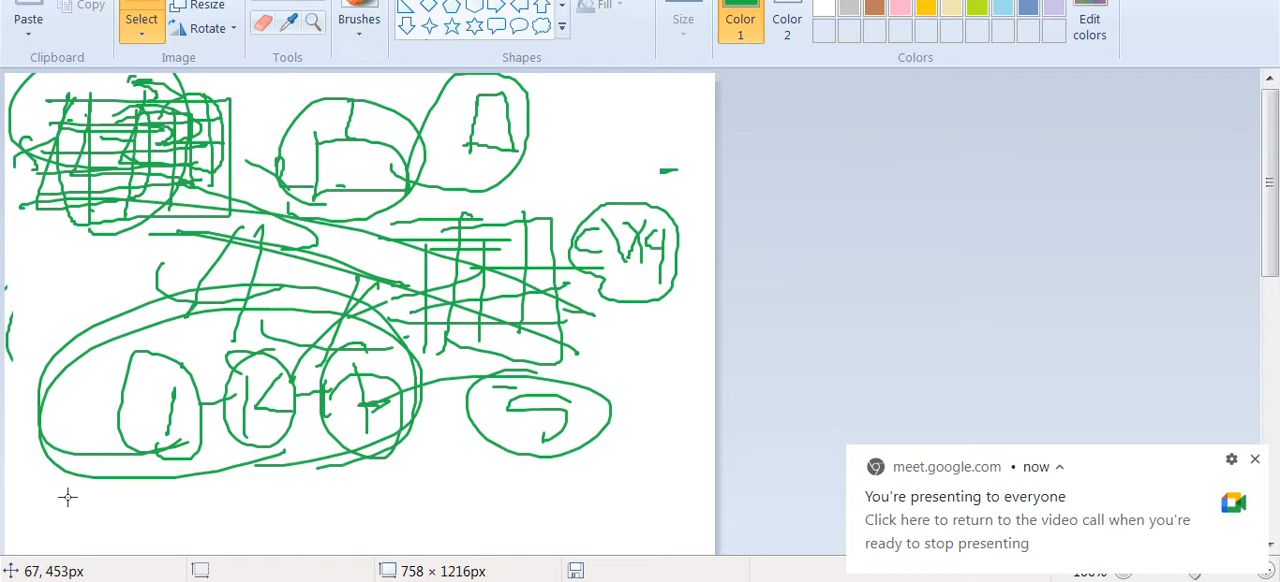 Paste Select Resize Rotate Brushes Fill Size Color 1 Color 2 Edit colors
Copy
Clipboard Image Tools Shapes Colors
meet.google.com • now
You're presenting to everyone
Click here to return to the video call when you're
ready to stop presenting
67, 453px 758 × 1216px